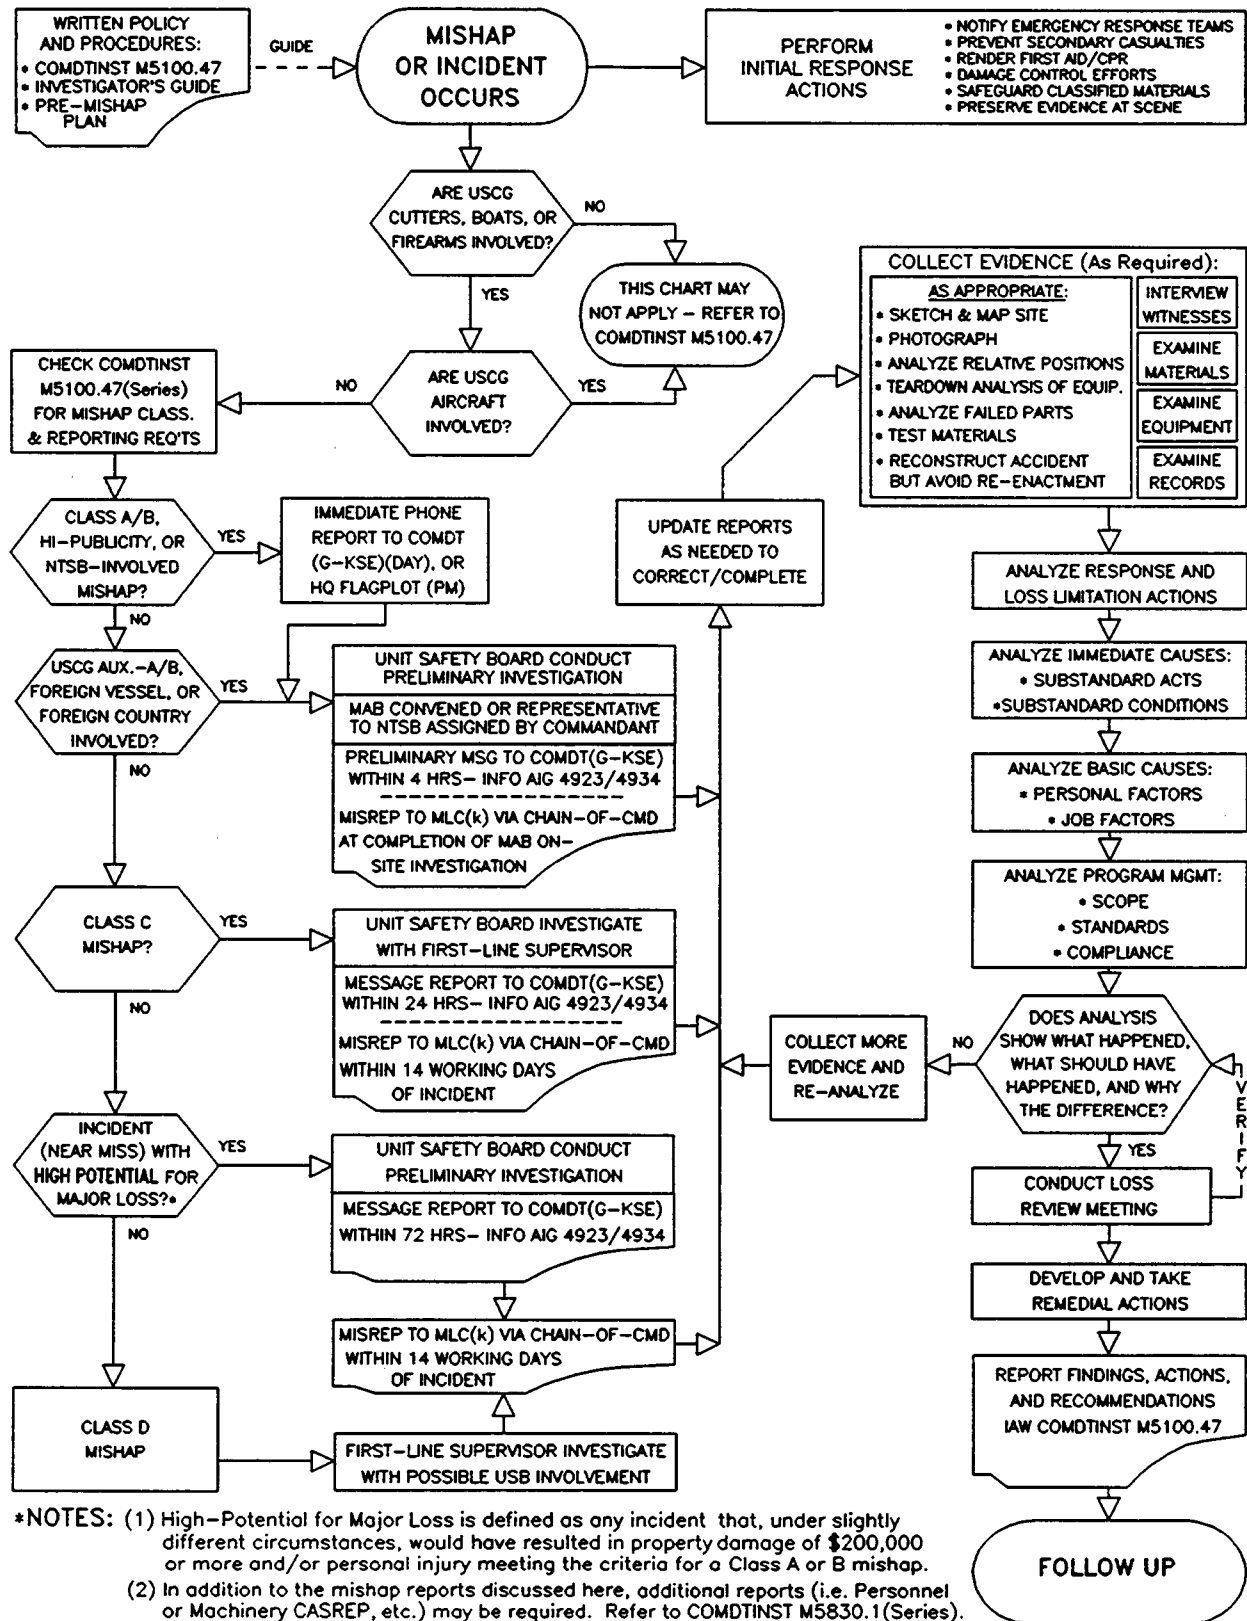 WRITTEN POLICY
AND PROCEDURES:
* COMDTINST M5100.47
* INVESTIGATOR'S GUIDE
* PRE-MISHAP
PLAN
GUIDE
MISHAP
OR INCIDENT
OCCURS
PERFORM
INITIAL RESPONSE
ACTIONS
* NOTIFY EMERGENCY RESPONSE TEAMS
* PREVENT SECONDARY CASUALTIES
* RENDER FIRST AID/CPR
* DAMAGE CONTROL EFFORTS
* SAFEGUARD CLASSIFIED MATERIALS
* PRESERVE EVIDENCE AT SCENE
ARE USCG
CUTTERS, BOATS, OR
FIREARMS INVOLVED?
NO
YES
THIS CHART MAY
NOT APPLY - REFER TO
COMDTINST M5100.47
ARE USCG
AIRCRAFT
INVOLVED?
YES
NO
CHECK COMDTINST
M5100.47(Series)
FOR MISHAP CLASS.
& REPORTING REQ'TS
CLASS A/B,
HI-PUBLICITY, OR
NTSB-INVOLVED
MISHAP?
YES
NO
IMMEDIATE PHONE
REPORT TO COMDT
(G-KSE)(DAY), OR
HQ FLAGPLOT (PM)
USCG AUX.-A/B,
FOREIGN VESSEL, OR
FOREIGN COUNTRY
INVOLVED?
YES
NO
UNIT SAFETY BOARD CONDUCT
PRELIMINARY INVESTIGATION
MAB CONVENED OR REPRESENTATIVE
TO NTSB ASSIGNED BY COMMANDANT
PRELIMINARY MSG TO COMDT(G-KSE)
WITHIN 4 HRS- INFO AIG 4923/4934
MISREP TO MLC(k) VIA CHAIN-OF-CMD
AT COMPLETION OF MAB ON-
SITE INVESTIGATION
CLASS C
MISHAP?
YES
NO
UNIT SAFETY BOARD INVESTIGATE
WITH FIRST-LINE SUPERVISOR
MESSAGE REPORT TO COMDT(G-KSE)
WITHIN 24 HRS- INFO AIG 4923/4934
MISREP TO MLC(k) VIA CHAIN-OF-CMD
WITHIN 14 WORKING DAYS
OF INCIDENT
INCIDENT
(NEAR MISS) WITH
HIGH POTENTIAL FOR
MAJOR LOSS?*
YES
NO
UNIT SAFETY BOARD CONDUCT
PRELIMINARY INVESTIGATION
MESSAGE REPORT TO COMDT(G-KSE)
WITHIN 72 HRS- INFO AIG 4923/4934
MISREP TO MLC(k) VIA CHAIN-OF-CMD
WITHIN 14 WORKING DAYS
OF INCIDENT
CLASS D
MISHAP
FIRST-LINE SUPERVISOR INVESTIGATE
WITH POSSIBLE USB INVOLVEMENT
UPDATE REPORTS
AS NEEDED TO
CORRECT/COMPLETE
COLLECT EVIDENCE (As Required):
AS APPROPRIATE:
* SKETCH & MAP SITE
* PHOTOGRAPH
* ANALYZE RELATIVE POSITIONS
* TEARDOWN ANALYSIS OF EQUIP.
* ANALYZE FAILED PARTS
* TEST MATERIALS
* RECONSTRUCT ACCIDENT
BUT AVOID RE-ENACTMENT
INTERVIEW
WITNESSES
EXAMINE
MATERIALS
EXAMINE
EQUIPMENT
EXAMINE
RECORDS
ANALYZE RESPONSE AND
LOSS LIMITATION ACTIONS
ANALYZE IMMEDIATE CAUSES:
* SUBSTANDARD ACTS
*SUBSTANDARD CONDITIONS
ANALYZE BASIC CAUSES:
* PERSONAL FACTORS
* JOB FACTORS
ANALYZE PROGRAM MGMT:
* SCOPE
* STANDARDS
* COMPLIANCE
DOES ANALYSIS
SHOW WHAT HAPPENED,
WHAT SHOULD HAVE
HAPPENED, AND WHY
THE DIFFERENCE?
NO
COLLECT MORE
EVIDENCE AND
RE-ANALYZE
YES
VERIFY
CONDUCT LOSS
REVIEW MEETING
DEVELOP AND TAKE
REMEDIAL ACTIONS
REPORT FINDINGS, ACTIONS,
AND RECOMMENDATIONS
IAW COMDTINST M5100.47
FOLLOW UP
*NOTES: (1) High-Potential for Major Loss is defined as any incident that, under slightly
different circumstances, would have resulted in property damage of $200,000
or more and/or personal injury meeting the criteria for a Class A or B mishap.
(2) In addition to the mishap reports discussed here, additional reports (i.e. Personnel
or Machinery CASREP, etc.) may be required. Refer to COMDTINST M5830.1(Series).